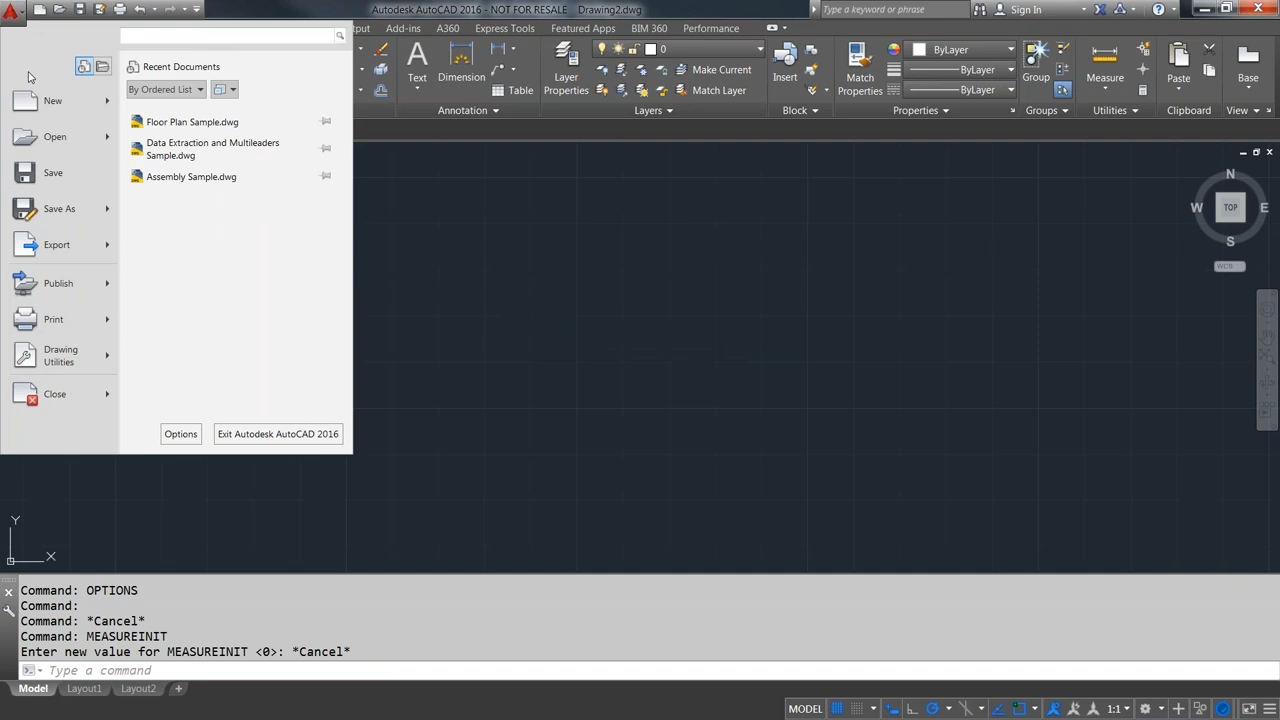 Autodesk AutoCAD 2016 - NOT FOR RESALE Drawing2.dwg
Type a keyword or phrase
Sign In
Add-ins A360 Express Tools Featured Apps BIM 360 Performance
Recent Documents
By Ordered List
Floor Plan Sample.dwg
Data Extraction and Multileaders
Sample.dwg
Assembly Sample.dwg
New
Open
Save
Save As
Export
Publish
Print
Drawing
Utilities
Close
Options
Exit Autodesk AutoCAD 2016
Text
Dimension
Table
Annotation
Layer
Properties
0
Make Current
Match Layer
Layers
Insert
Block
Match
Properties
ByLayer
ByLayer
ByLayer
Properties
Group
Groups
Measure
Utilities
Paste
Clipboard
Base
View
N
W TOP E
S
WCS
Y
X
Command: OPTIONS
Command:
Command: *Cancel*
Command: MEASUREINIT
Enter new value for MEASUREINIT <0>: *Cancel*
Type a command
Model Layout1 Layout2
MODEL
1:1